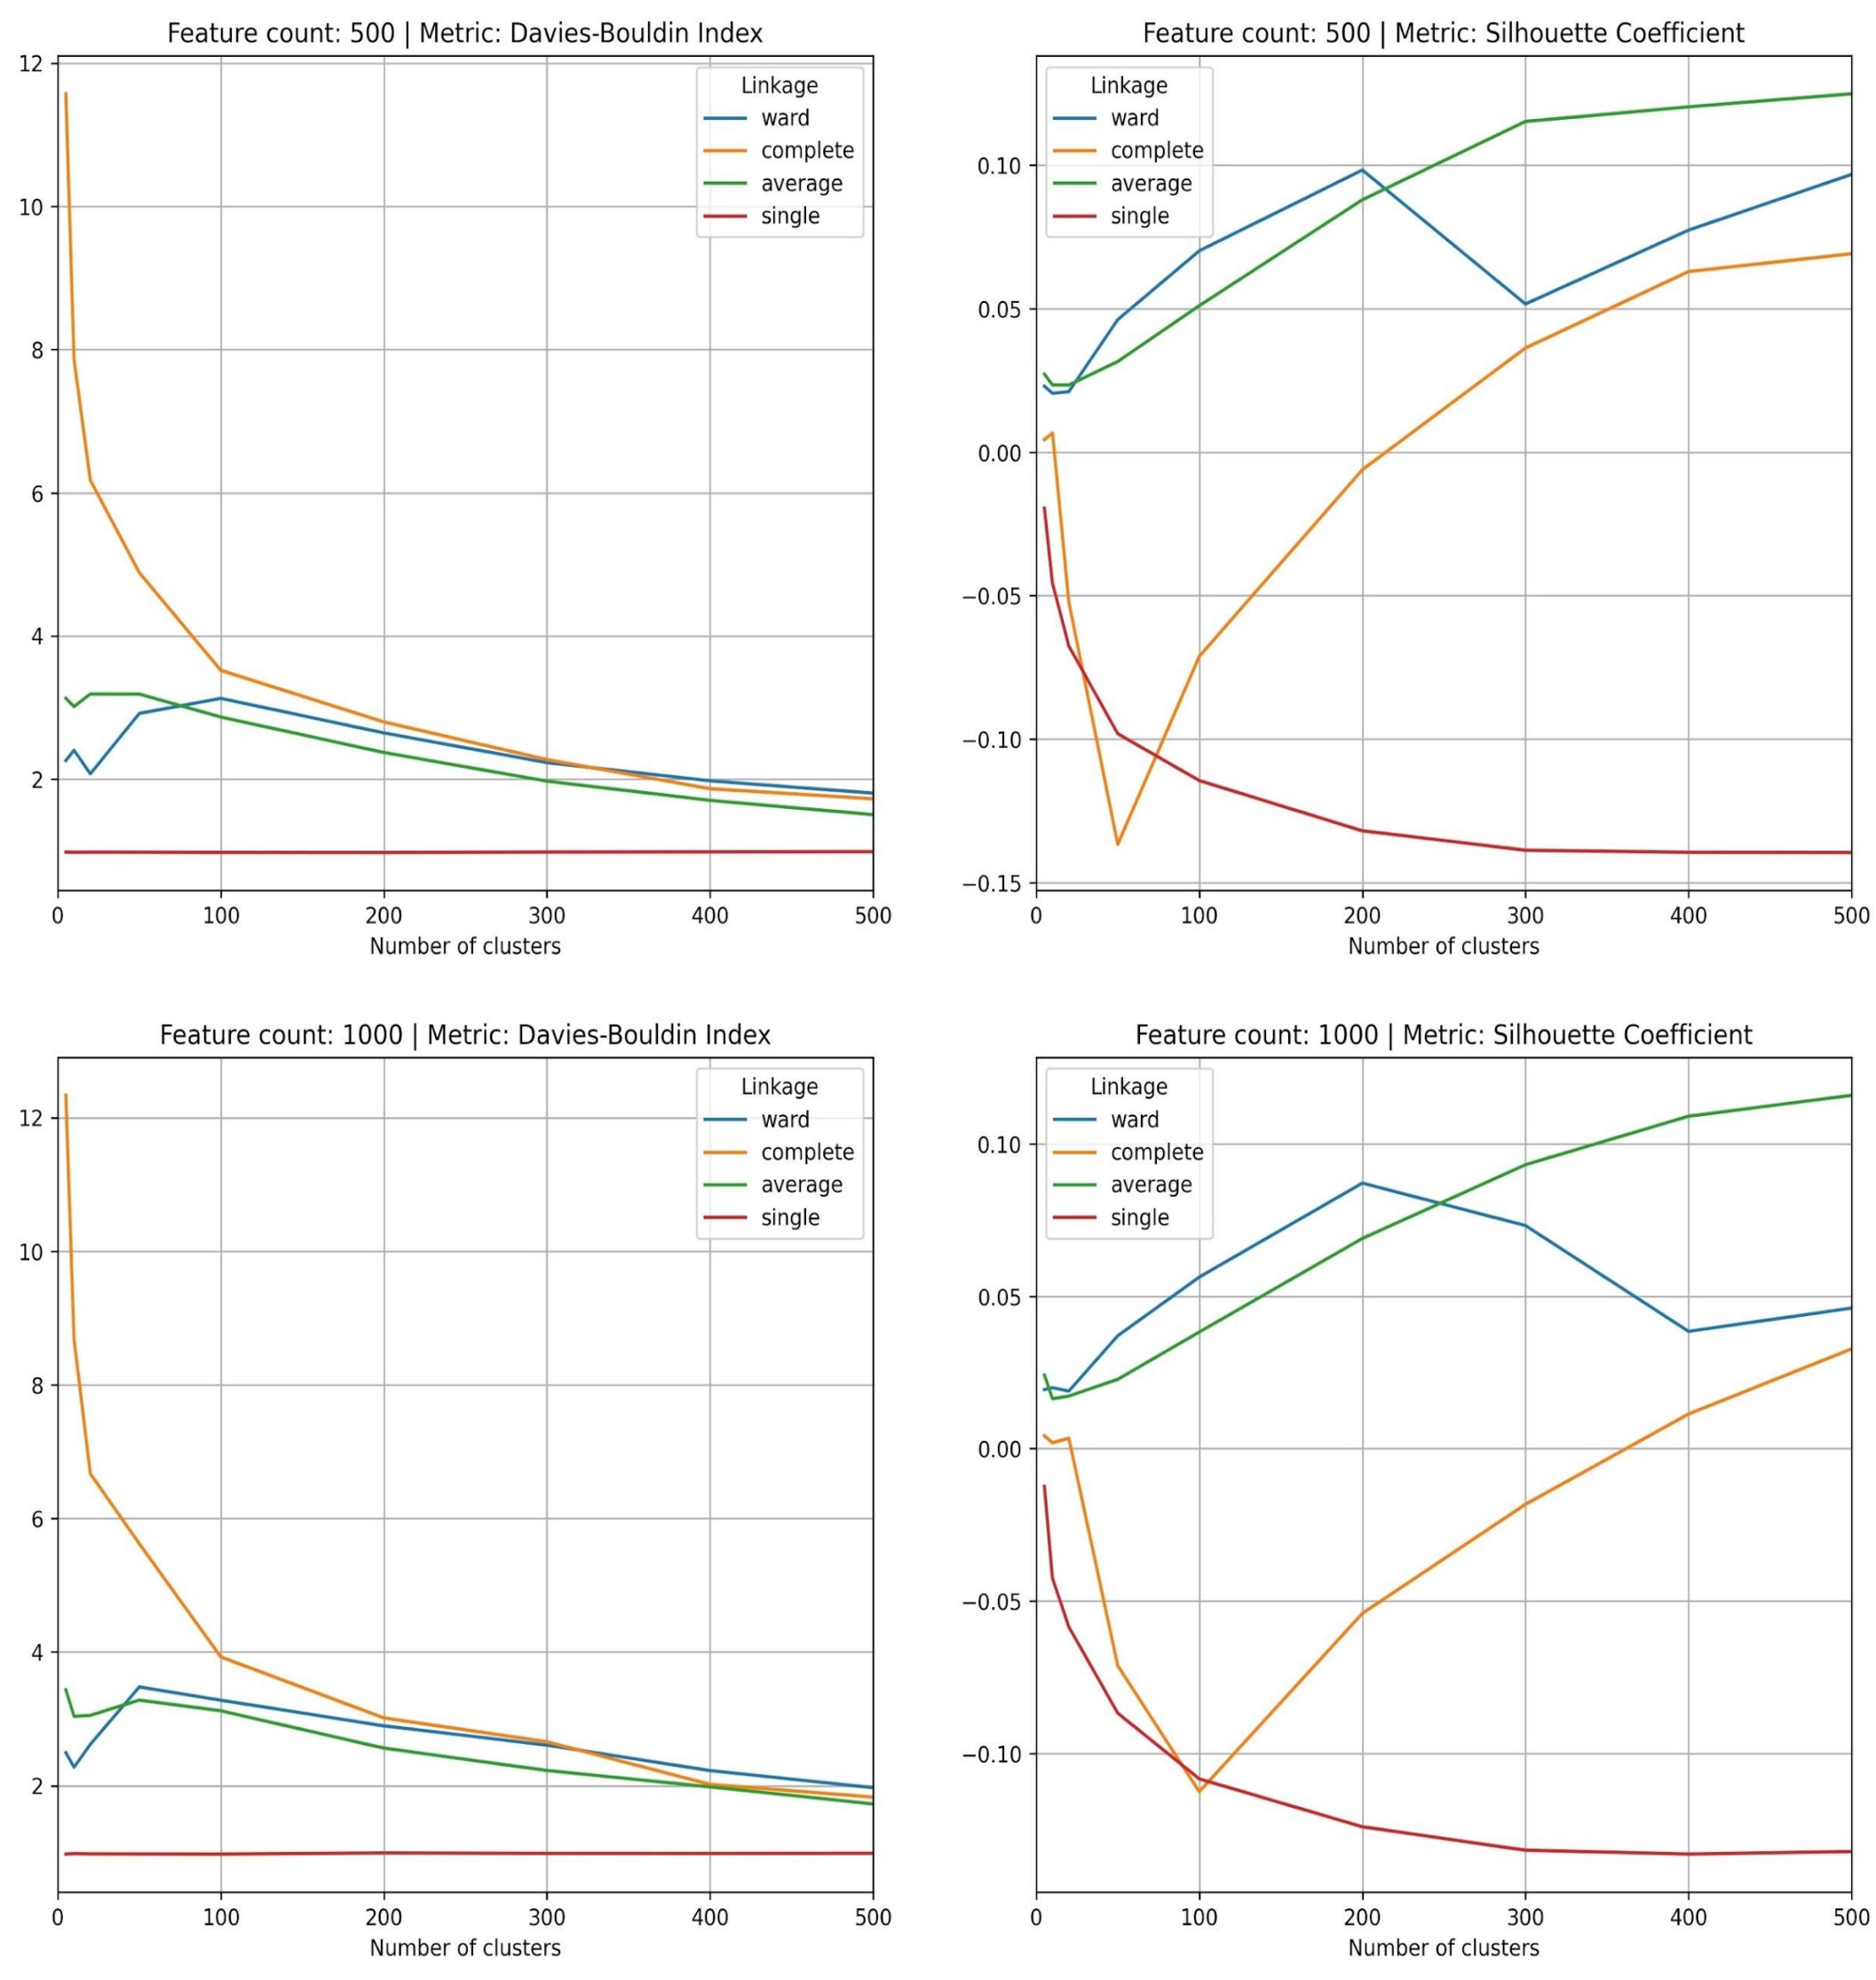 Feature count: 500 | Metric: Davies-Bouldin Index
12
10
8
6
4
2
0 100 200 300 400 500
Number of clusters
Linkage
ward
complete
average
single
Feature count: 500 | Metric: Silhouette Coefficient
0.10
0.05
0.00
−0.05
−0.10
−0.15
0 100 200 300 400 500
Number of clusters
Linkage
ward
complete
average
single
Feature count: 1000 | Metric: Davies-Bouldin Index
12
10
8
6
4
2
0 100 200 300 400 500
Number of clusters
Linkage
ward
complete
average
single
Feature count: 1000 | Metric: Silhouette Coefficient
0.10
0.05
0.00
−0.05
−0.10
0 100 200 300 400 500
Number of clusters
Linkage
ward
complete
average
single